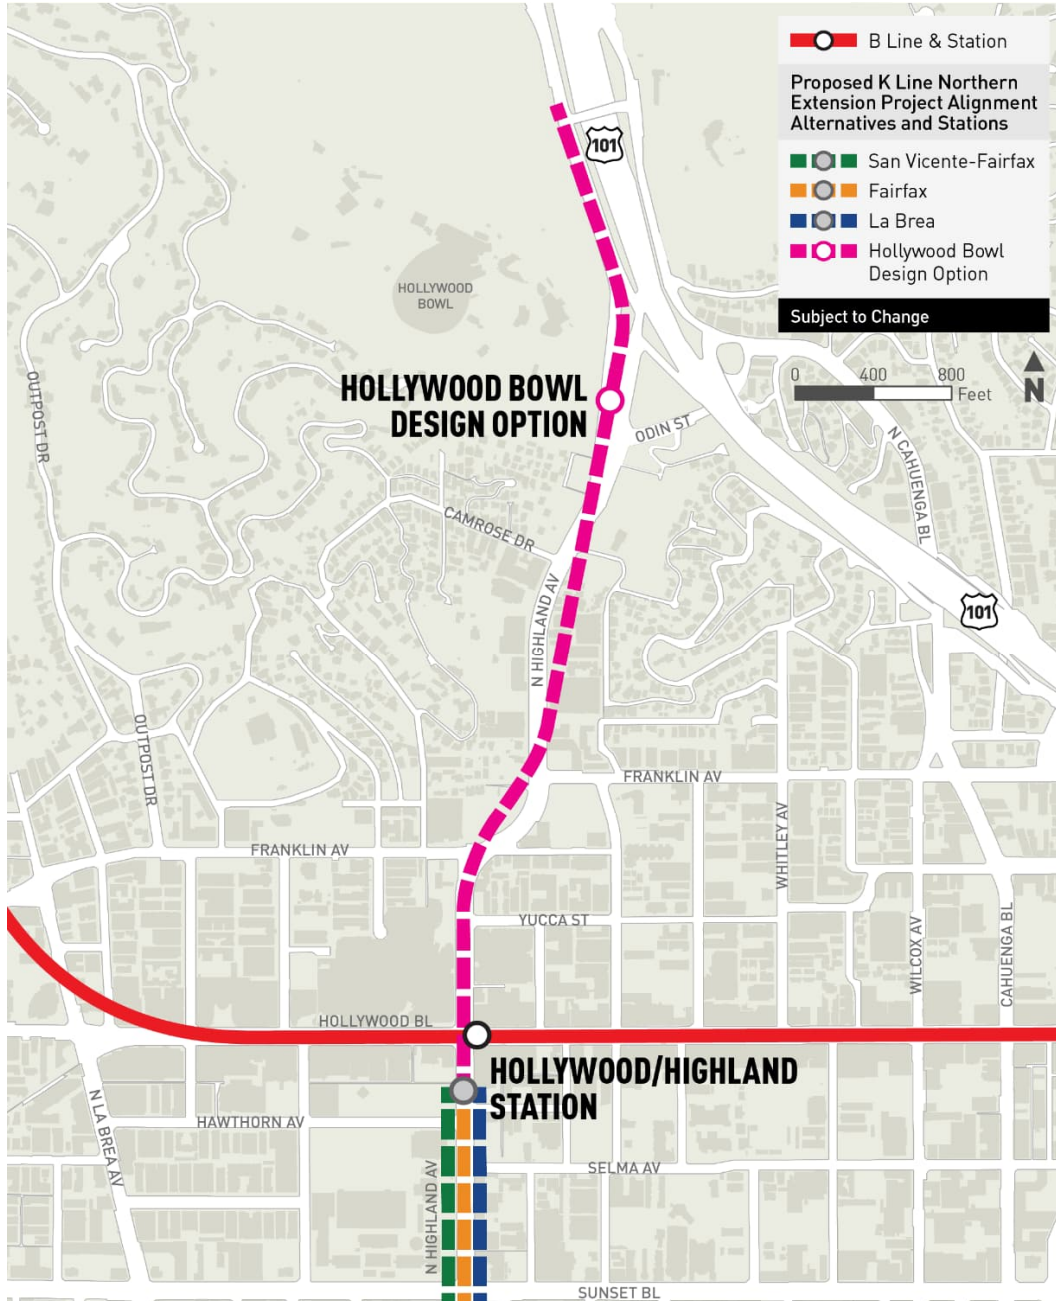 B Line & Station
Proposed K Line Northern
Extension Project Alignment
Alternatives and Stations
San Vicente-Fairfax
Fairfax
La Brea
Hollywood Bowl
Design Option
Subject to Change
0 400 800
Feet
N
101
HOLLYWOOD
BOWL
HOLLYWOOD BOWL
DESIGN OPTION
OUTPOST DR
ODIN ST
N CAHUENGA BL
CAMROSE DR
N HIGHLAND AV
101
OUTPOST DR
FRANKLIN AV
WHITLEY AV
FRANKLIN AV
YUCCA ST
WILCOX AV
CAHUENGA BL
HOLLYWOOD BL
HOLLYWOOD/HIGHLAND
STATION
N LA BREA AV
HAWTHORN AV
SELMA AV
N HIGHLAND AV
SUNSET BL